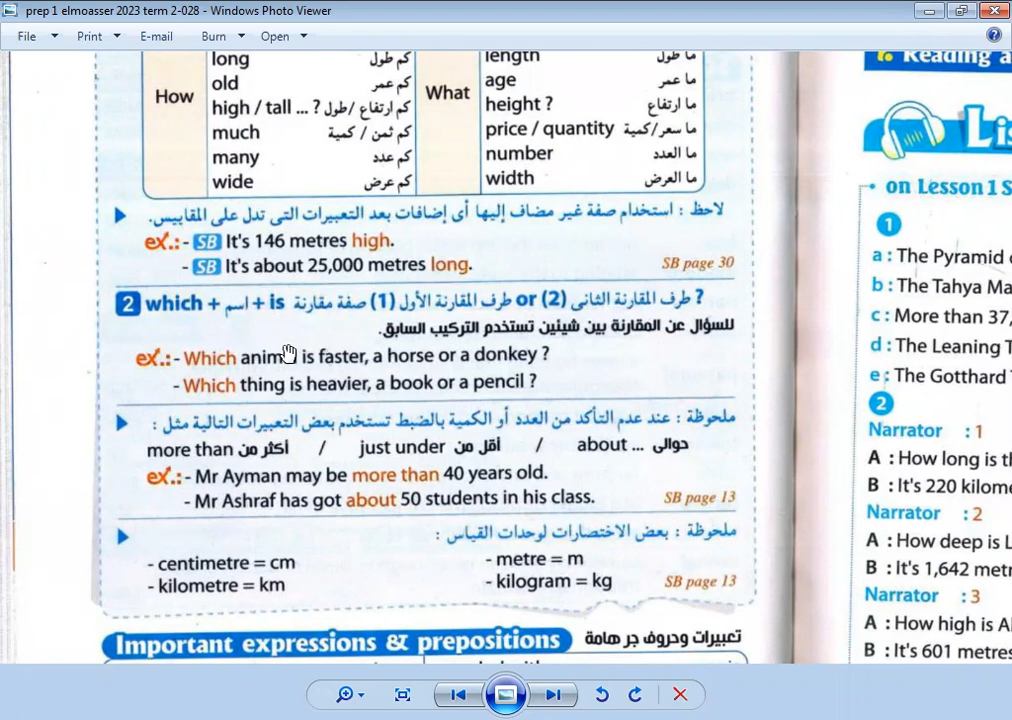 prep 1 elmoasser 2023 term 2-028 - Windows Photo Viewer
File Print E-mail Burn Open
How
long كم طول
old كم عمر
high / tall ... ? كم ارتفاع /طول
much كم ثمن / كمية
many كم عدد
wide كم عرض
What
length ما طول
age ما عمر
height ? ما ارتفاع
price / quantity ما سعر/كمية
number ما العدد
width ما العرض
لاحظ : استخدام صفة غير مضاف إليها أى إضافات بعد التعبيرات التى تدل على المقاييس.
ex.: - SB It's 146 metres high.
- SB It's about 25,000 metres long. SB page 30
2 which + اسم + is صفة مقارنة (1) طرف المقارنة الأول or (2) طرف المقارنة الثانى ?
للسؤال عن المقارنة بين شيئين تستخدم التركيب السابق.
ex.: - Which is faster, a horse or a donkey ?
- Which thing is heavier, a book or a pencil ?
ملحوظة : عند عدم التأكد من العدد أو الكمية بالضبط تستخدم بعض التعبيرات التالية مثل :
more than أكثر من / just under أقل من / about ... حوالى
ex.: - Mr Ayman may be more than 40 years old.
- Mr Ashraf has got about 50 students in his class. SB page 13
ملحوظة : بعض الاختصارات لوحدات القياس :
- centimetre = cm - metre = m
- kilometre = km - kilogram = kg SB page 13
Important expressions & prepositions تعبيرات وحروف جر هامة
Reading a
Lis
• on Lesson 1 S
1
a : The Pyramid
b : The Tahya Ma
c : More than 37,
d : The Leaning T
e : The Gotthard
2
Narrator : 1
A : How long is th
B : It's 220 kilome
Narrator : 2
A : How deep is L
B : It's 1,642 metr
Narrator : 3
A : How high is Al
B : It's 601 metres